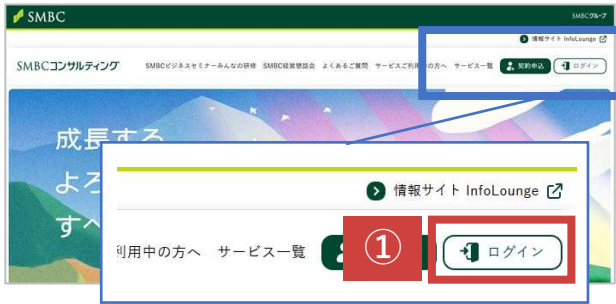 SMBC
SMBCグループ
情報サイト InfoLounge
SMBCコンサルティング
SMBCビジネスセミナーみんなの研修 SMBC経営懇話会 よくあるご質問 サービスご利用中の方へ サービス一覧 契約申込 ログイン
成長する
よろ
すべ
情報サイト InfoLounge
利用中の方へ サービス一覧 ① ログイン